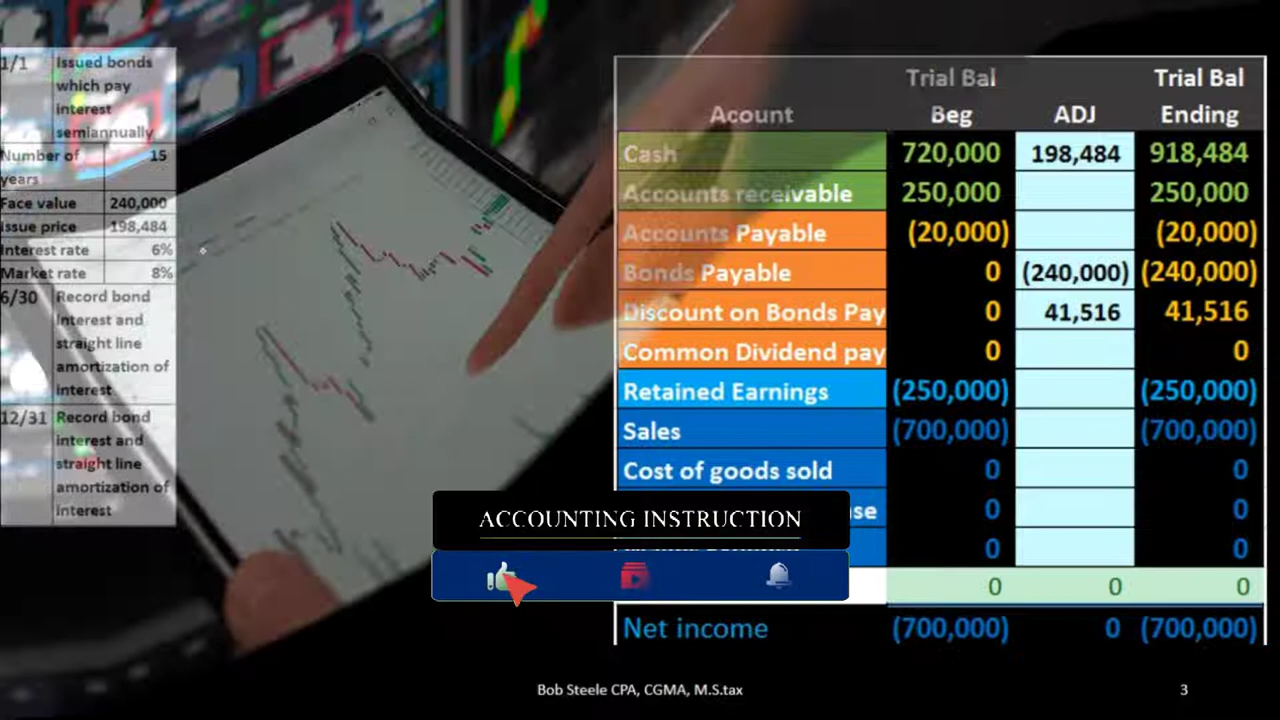 1/1 Issued bonds
which pay
interest
semiannually
Number of 15
years
Face value 240,000
Issue price 198,484
Interest rate 6%
Market rate 8%
6/30 Record bond
interest and
straight line
amortization of
interest
12/31 Record bond
interest and
straight line
amortization of
interest
Trial Bal Trial Bal
Acount Beg ADJ Ending
Cash 720,000 198,484 918,484
Accounts receivable 250,000 250,000
Accounts Payable (20,000) (20,000)
Bonds Payable 0 (240,000) (240,000)
Discount on Bonds Pay 0 41,516 41,516
Common Dividend pay 0 0
Retained Earnings (250,000) (250,000)
Sales (700,000) (700,000)
Cost of goods sold 0 0
se 0 0
0 0
0 0 0
Net income (700,000) 0 (700,000)
ACCOUNTING INSTRUCTION
Bob Steele CPA, CGMA, M.S.tax 3